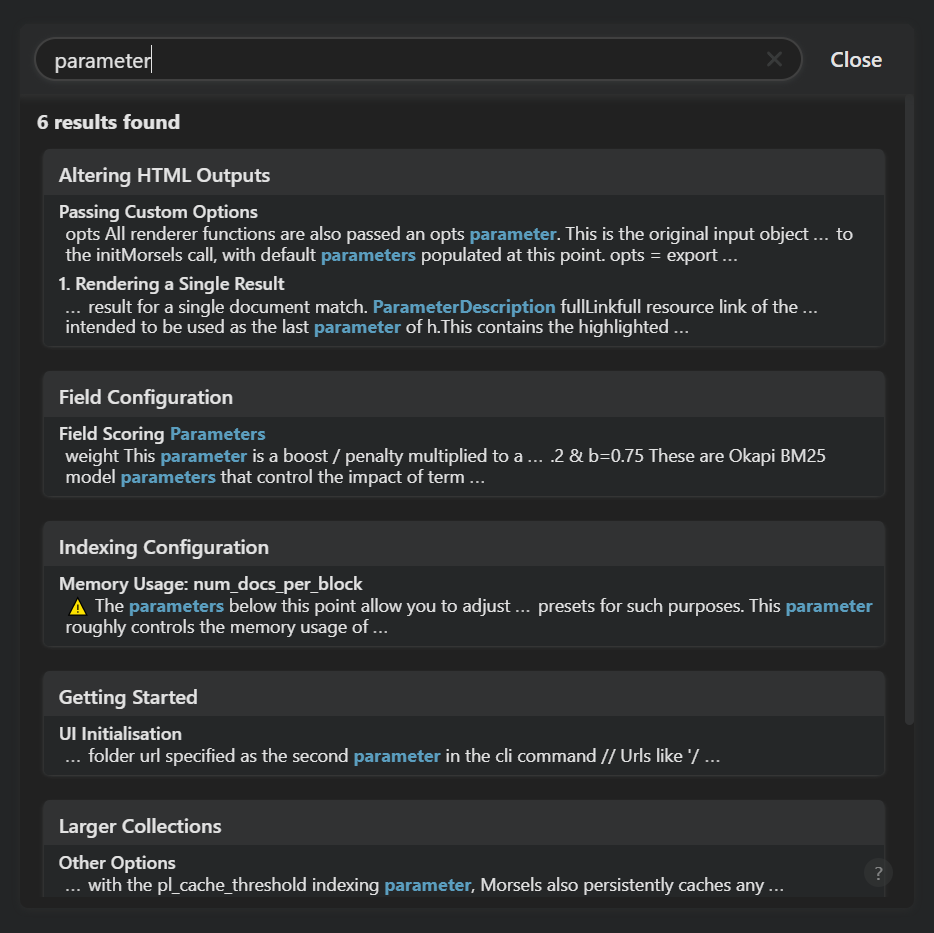 parameter
Close
6 results found
Altering HTML Outputs
Passing Custom Options
opts All renderer functions are also passed an opts parameter. This is the original input object ... to
the initMorsels call, with default parameters populated at this point. opts = export ...
1. Rendering a Single Result
... result for a single document match. ParameterDescription fullLinkfull resource link of the ...
intended to be used as the last parameter of h.This contains the highlighted ...
Field Configuration
Field Scoring Parameters
weight This parameter is a boost / penalty multiplied to a ... .2 & b=0.75 These are Okapi BM25
model parameters that control the impact of term ...
Indexing Configuration
Memory Usage: num_docs_per_block
⚠️ The parameters below this point allow you to adjust ... presets for such purposes. This parameter
roughly controls the memory usage of ...
Getting Started
UI Initialisation
... folder url specified as the second parameter in the cli command // Urls like '/ ...
Larger Collections
Other Options
... with the pl_cache_threshold indexing parameter, Morsels also persistently caches any ...
?